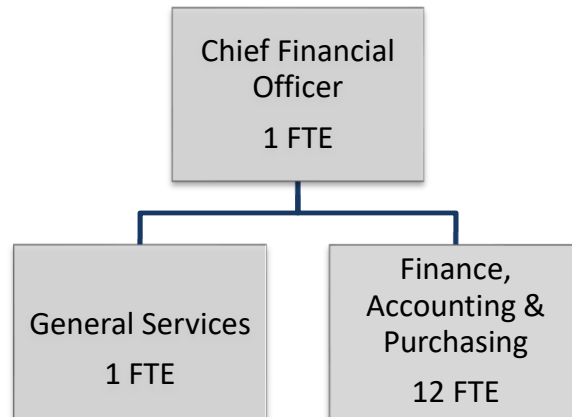 Chief Financial
Officer
1 FTE
General Services
1 FTE
Finance,
Accounting &
Purchasing
12 FTE